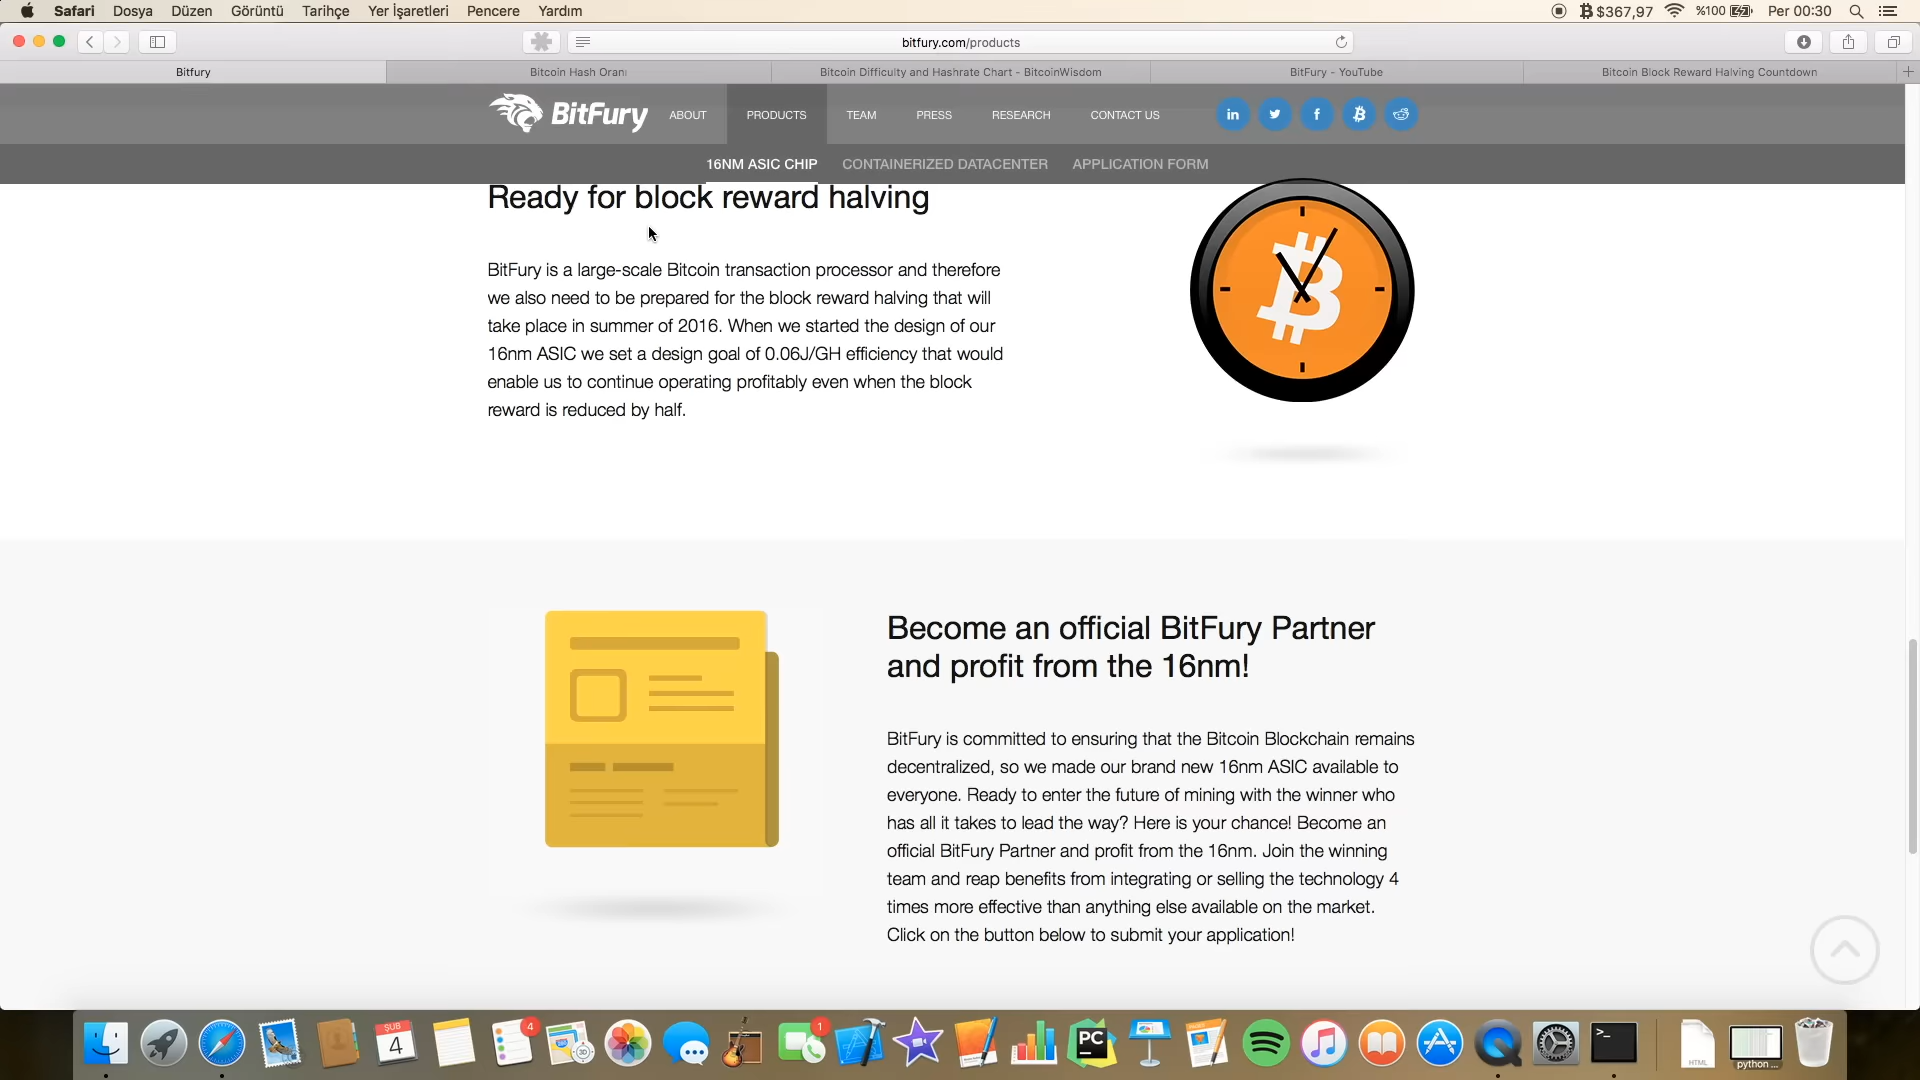 Safari Dosya Düzen Görüntü Tarihçe Yer İşaretleri Pencere Yardım $367,97 %100 Per 00:30
bitfury.com/products
Bitfury Bitcoin Hash Oranı Bitcoin Difficulty and Hashrate Chart - BitcoinWisdom BitFury - YouTube Bitcoin Block Reward Halving Countdown
BitFury ABOUT PRODUCTS TEAM PRESS RESEARCH CONTACT US in f
16NM ASIC CHIP CONTAINERIZED DATACENTER APPLICATION FORM
Ready for block reward halving
BitFury is a large-scale Bitcoin transaction processor and therefore
we also need to be prepared for the block reward halving that will
take place in summer of 2016. When we started the design of our
16nm ASIC we set a design goal of 0.06J/GH efficiency that would
enable us to continue operating profitably even when the block
reward is reduced by half.
Become an official BitFury Partner
and profit from the 16nm!
BitFury is committed to ensuring that the Bitcoin Blockchain remains
decentralized, so we made our brand new 16nm ASIC available to
everyone. Ready to enter the future of mining with the winner who
has all it takes to lead the way? Here is your chance! Become an
official BitFury Partner and profit from the 16nm. Join the winning
team and reap benefits from integrating or selling the technology 4
times more effective than anything else available on the market.
Click on the button below to submit your application!
ŞUB
4
4
3D
1
PC
>_
HTML
python ...